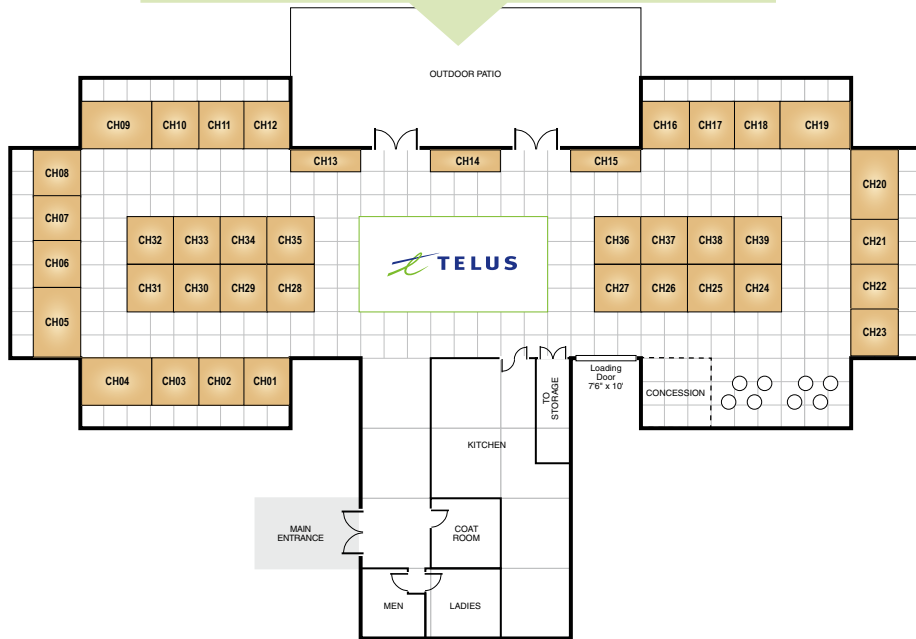 OUTDOOR PATIO
CH09 CH10 CH11 CH12
CH16 CH17 CH18 CH19
CH13 CH14 CH15
CH08
CH07
CH06
CH05
CH20
CH21
CH22
CH23
CH32 CH33 CH34 CH35
CH31 CH30 CH29 CH28
TELUS
CH36 CH37 CH38 CH39
CH27 CH26 CH25 CH24
CH04 CH03 CH02 CH01
Loading
Door
7'6" x 10'
TO
STORAGE
CONCESSION
KITCHEN
MAIN
ENTRANCE
COAT
ROOM
MEN
LADIES